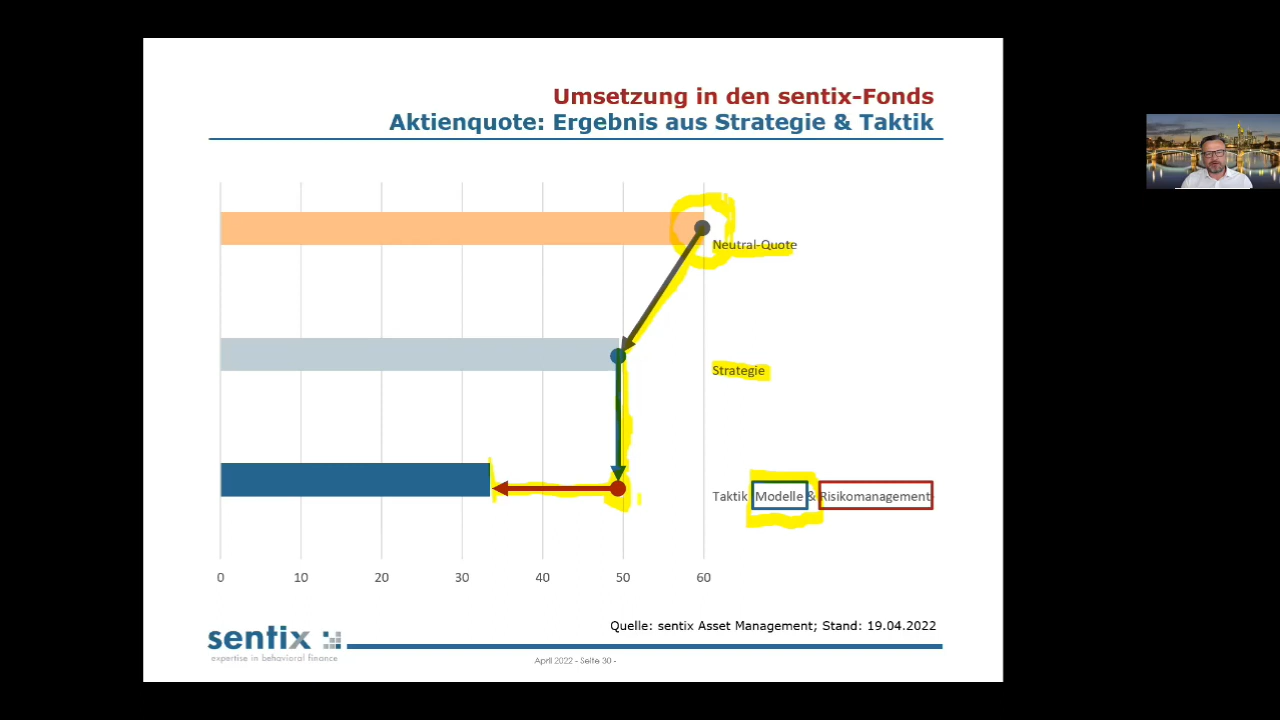 Umsetzung in den sentix-Fonds
Aktienquote: Ergebnis aus Strategie & Taktik
Neutral-Quote
Strategie
Taktik Modelle & Risikomanagement
0 10 20 30 40 50 60
Quelle: sentix Asset Management; Stand: 19.04.2022
sentix
expertise in behavioral finance
April 2022 - Seite 30 -